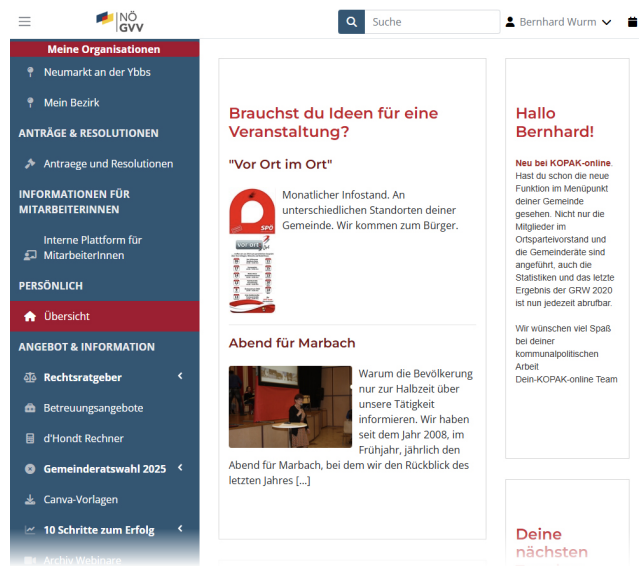 NÖ
GVV
Suche
Bernhard Wurm
Meine Organisationen
Neumarkt an der Ybbs
Mein Bezirk
ANTRÄGE & RESOLUTIONEN
Antraege und Resolutionen
INFORMATIONEN FÜR
MITARBEITERINNEN
Interne Plattform für
MitarbeiterInnen
PERSÖNLICH
Übersicht
ANGEBOT & INFORMATION
Rechtsratgeber
Betreuungsangebote
d'Hondt Rechner
Gemeinderatswahl 2025
Canva-Vorlagen
10 Schritte zum Erfolg
Archiv Webinare
Brauchst du Ideen für eine
Veranstaltung?
"Vor Ort im Ort"
SPÖ
vor ort
Monatlicher Infostand. An
unterschiedlichen Standorten deiner
Gemeinde. Wir kommen zum Bürger.
Abend für Marbach
Warum die Bevölkerung
nur zur Halbzeit über
unsere Tätigkeit
informieren. Wir haben
seit dem Jahr 2008, im
Frühjahr, jährlich den
Abend für Marbach, bei dem wir den Rückblick des
letzten Jahres [...]
Hallo
Bernhard!
Neu bei KOPAK-online.
Hast du schon die neue
Funktion im Menüpunkt
deiner Gemeinde
gesehen. Nicht nur die
Mitglieder im
Ortsparteivorstand und
die Gemeinderäte sind
angeführt, auch die
Statistiken und das letzte
Ergebnis der GRW 2020
ist nun jedezeit abrufbar.
Wir wünschen viel Spaß
bei deiner
kommunalpolitischen
Arbeit
Dein-KOPAK-online Team
Deine
nächsten